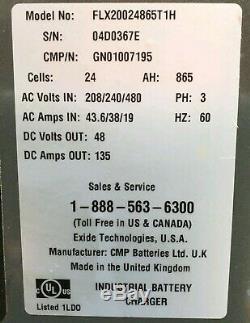 Model No: FLX20024865T1H
S/N: 04D0367E
CMP/N: GN01007195
Cells: 24 AH: 865
AC Volts IN: 208/240/480 PH: 3
AC Amps IN: 43.6/38/19 HZ: 60
DC Volts OUT: 48
DC Amps OUT: 135
Sales & Service
1-888-563-6300
(Toll Free in US & CANADA)
Exide Technologies, U.S.A.
Manufacturer: CMP Batteries Ltd. U.K
Made in the United Kingdom
C UL US INDUSTRIAL BATTERY
Listed 1LD0 CHARGER